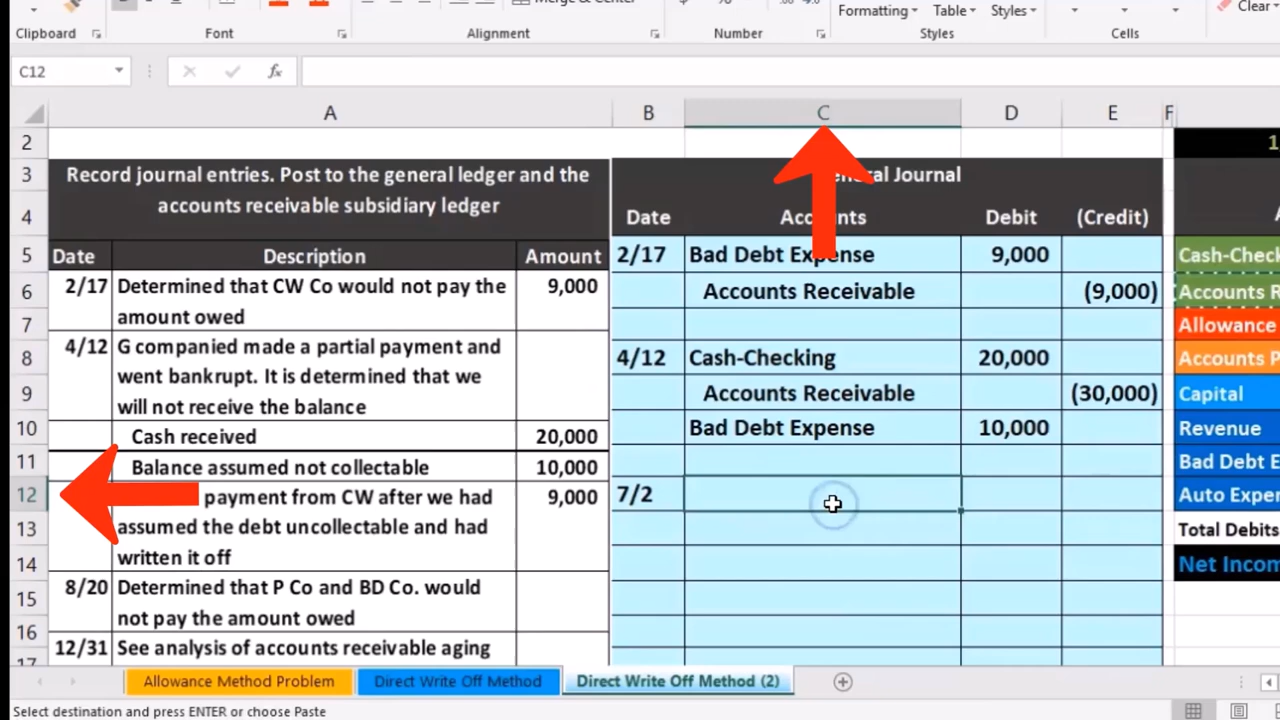 Merge & Center
Clear
Formatting Table Styles
Clipboard Font Alignment Number Styles Cells
C12 fx
A B C D E F
2
3 Record journal entries. Post to the general ledger and the General Journal
4 accounts receivable subsidiary ledger Date Accounts Debit (Credit)
5 Date Description Amount 2/17 Bad Debt Expense 9,000 Cash-Check
6 2/17 Determined that CW Co would not pay the 9,000 Accounts Receivable (9,000) Accounts R
7 amount owed Allowance
8 4/12 G companied made a partial payment and 4/12 Cash-Checking 20,000 Accounts P
went bankrupt. It is determined that we
9 will not receive the balance Accounts Receivable (30,000) Capital
10 Cash received 20,000 Bad Debt Expense 10,000 Revenue
11 Balance assumed not collectable 10,000 Bad Debt E
12 payment from CW after we had 9,000 7/2 Auto Expen
13 assumed the debt uncollectable and had Total Debits
14 written it off Net Incom
15 8/20 Determined that P Co and BD Co. would
not pay the amount owed
16 12/31 See analysis of accounts receivable aging
17
Allowance Method Problem Direct Write Off Method Direct Write Off Method (2)
Select destination and press ENTER or choose Paste